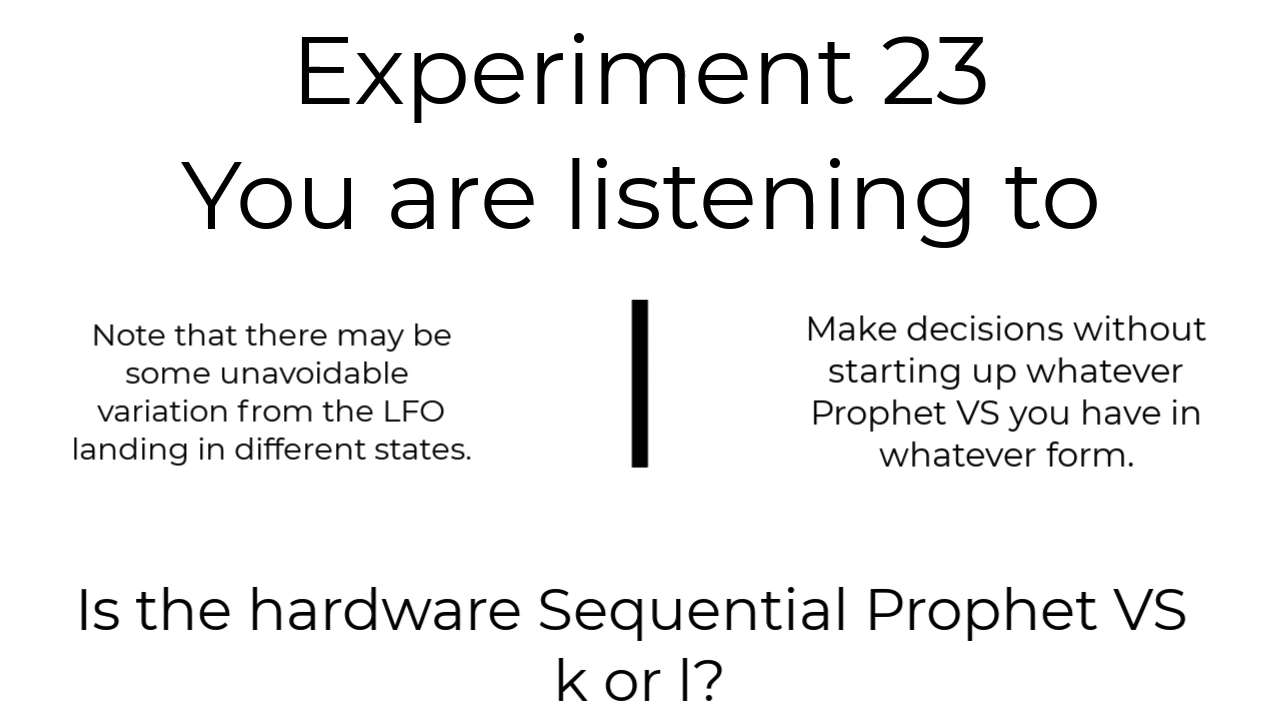 Experiment 23
You are listening to
Note that there may be
some unavoidable
variation from the LFO
landing in different states.
l
Make decisions without
starting up whatever
Prophet VS you have in
whatever form.
Is the hardware Sequential Prophet VS
k or l?